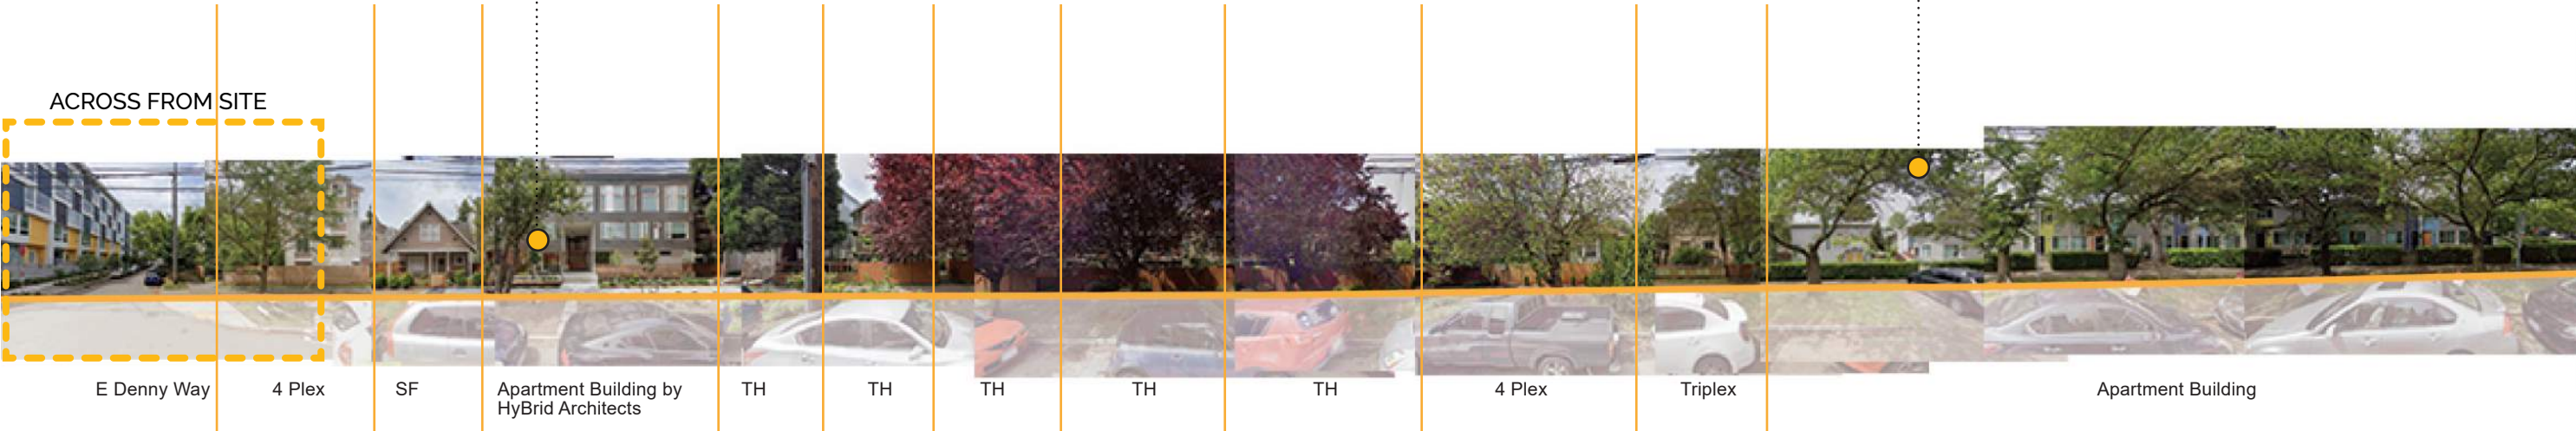 ACROSS FROM SITE
E Denny Way
4 Plex
SF
Apartment Building by
HyBrid Architects
TH
TH
TH
TH
TH
4 Plex
Triplex
Apartment Building